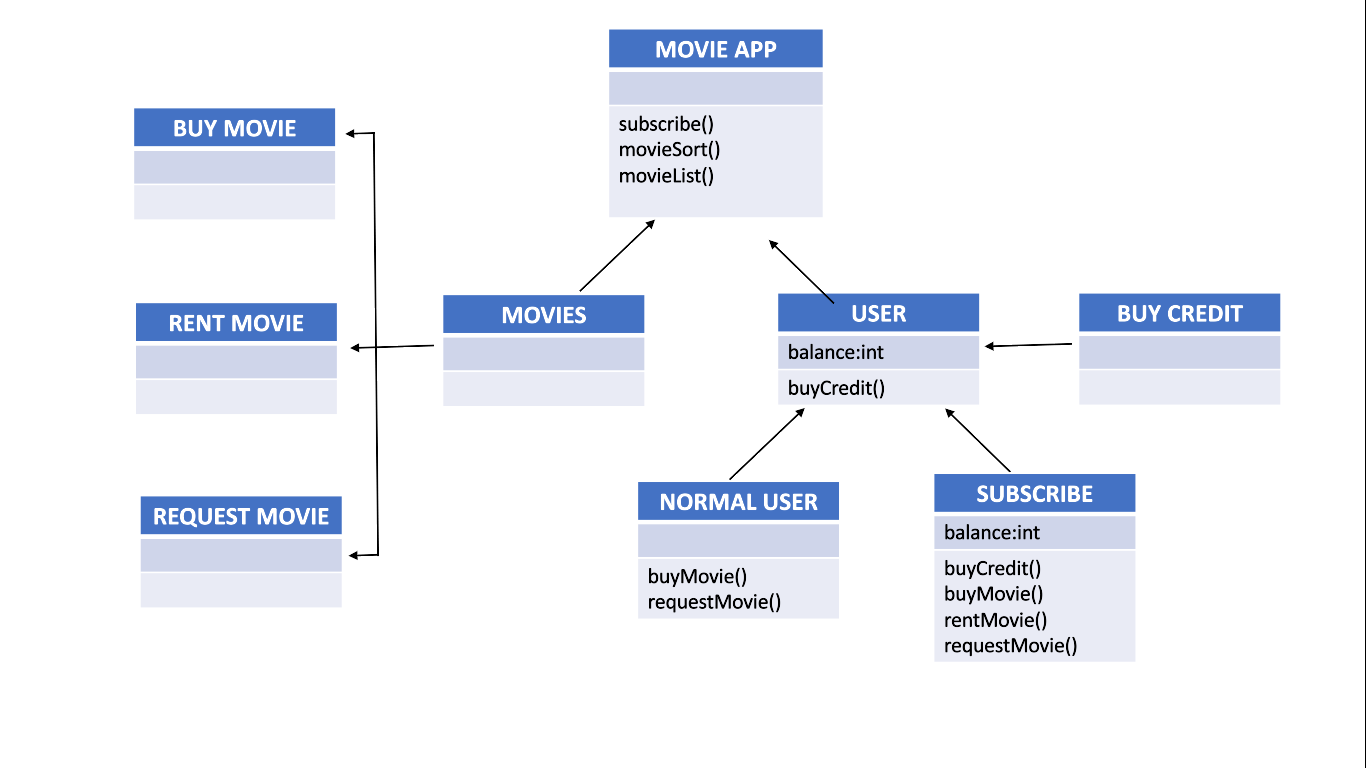 MOVIE APP
subscribe()
movieSort()
movieList()
BUY MOVIE
RENT MOVIE
REQUEST MOVIE
MOVIES
USER
balance:int
buyCredit()
BUY CREDIT
NORMAL USER
buyMovie()
requestMovie()
SUBSCRIBE
balance:int
buyCredit()
buyMovie()
rentMovie()
requestMovie()